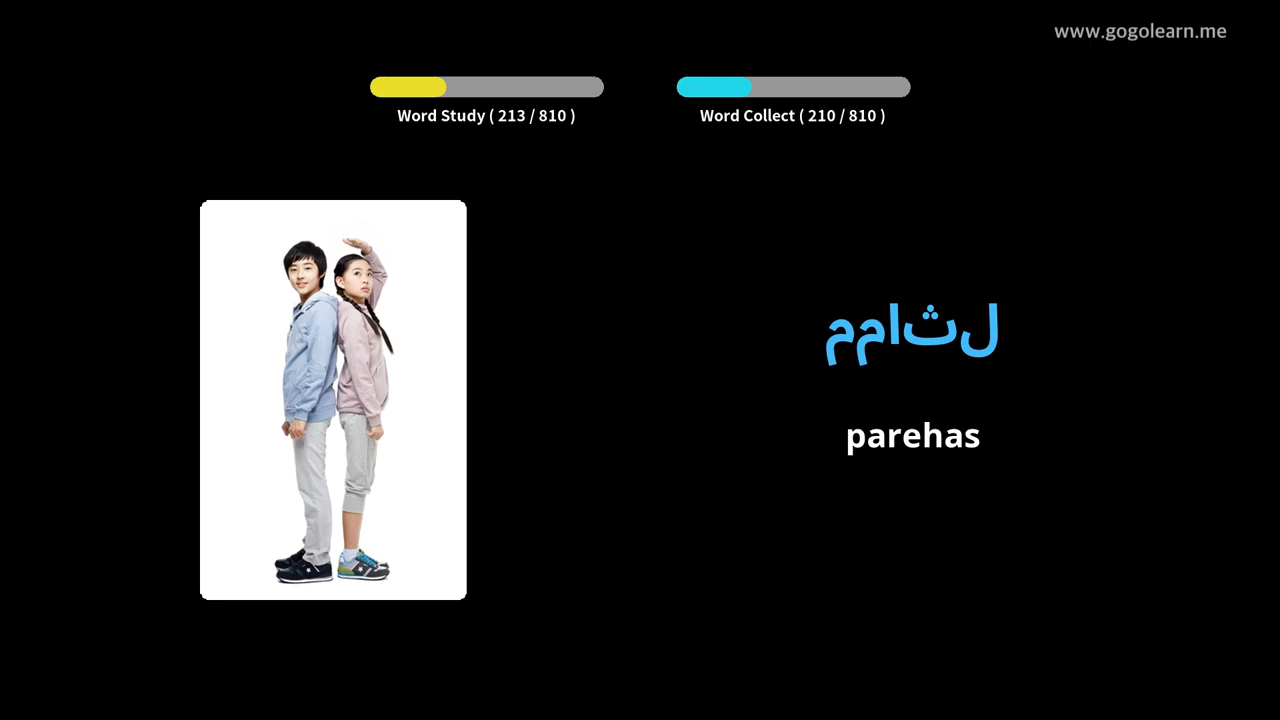 www.gogolearn.me
Word Study ( 213 / 810 )
Word Collect ( 210 / 810 )
مماثل
parehas